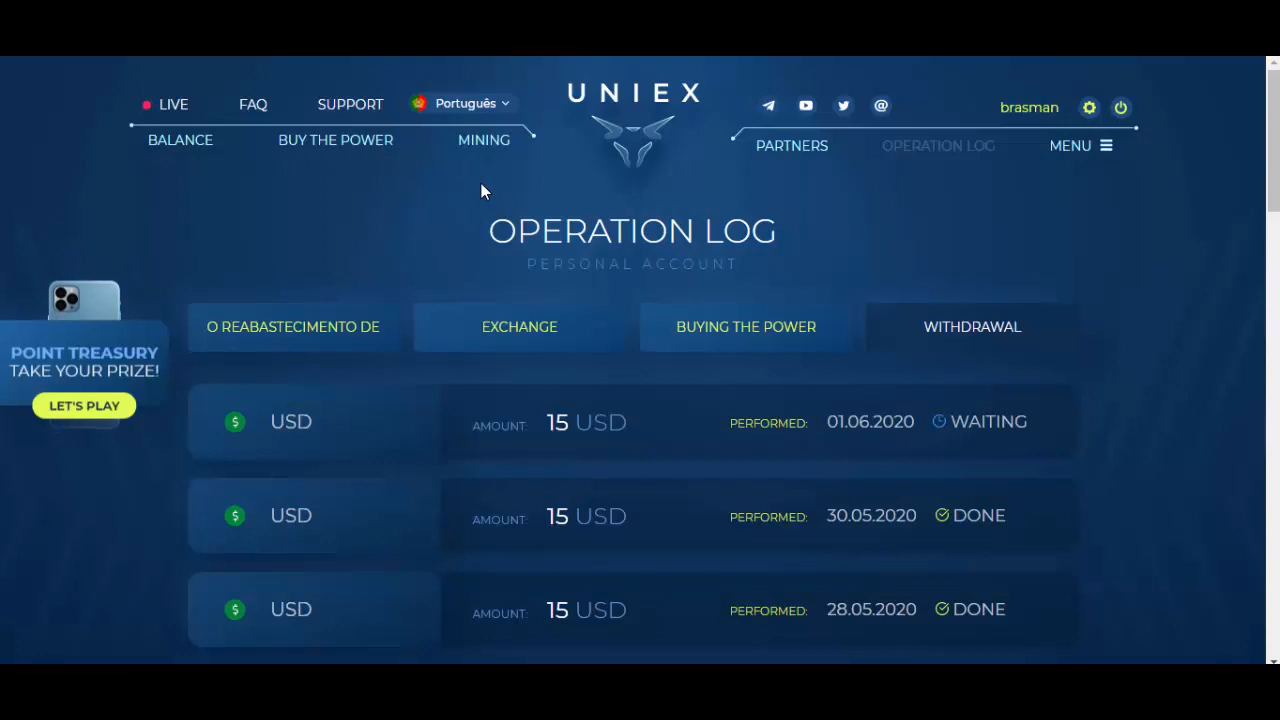 UNIEX
LIVE FAQ SUPPORT Português
brasman
BALANCE BUY THE POWER MINING
PARTNERS OPERATION LOG MENU
OPERATION LOG
PERSONAL ACCOUNT
O REABASTECIMENTO DE EXCHANGE BUYING THE POWER WITHDRAWAL
POINT TREASURY
TAKE YOUR PRIZE!
LET'S PLAY
$ USD AMOUNT: 15 USD PERFORMED: 01.06.2020 WAITING
$ USD AMOUNT: 15 USD PERFORMED: 30.05.2020 DONE
$ USD AMOUNT: 15 USD PERFORMED: 28.05.2020 DONE